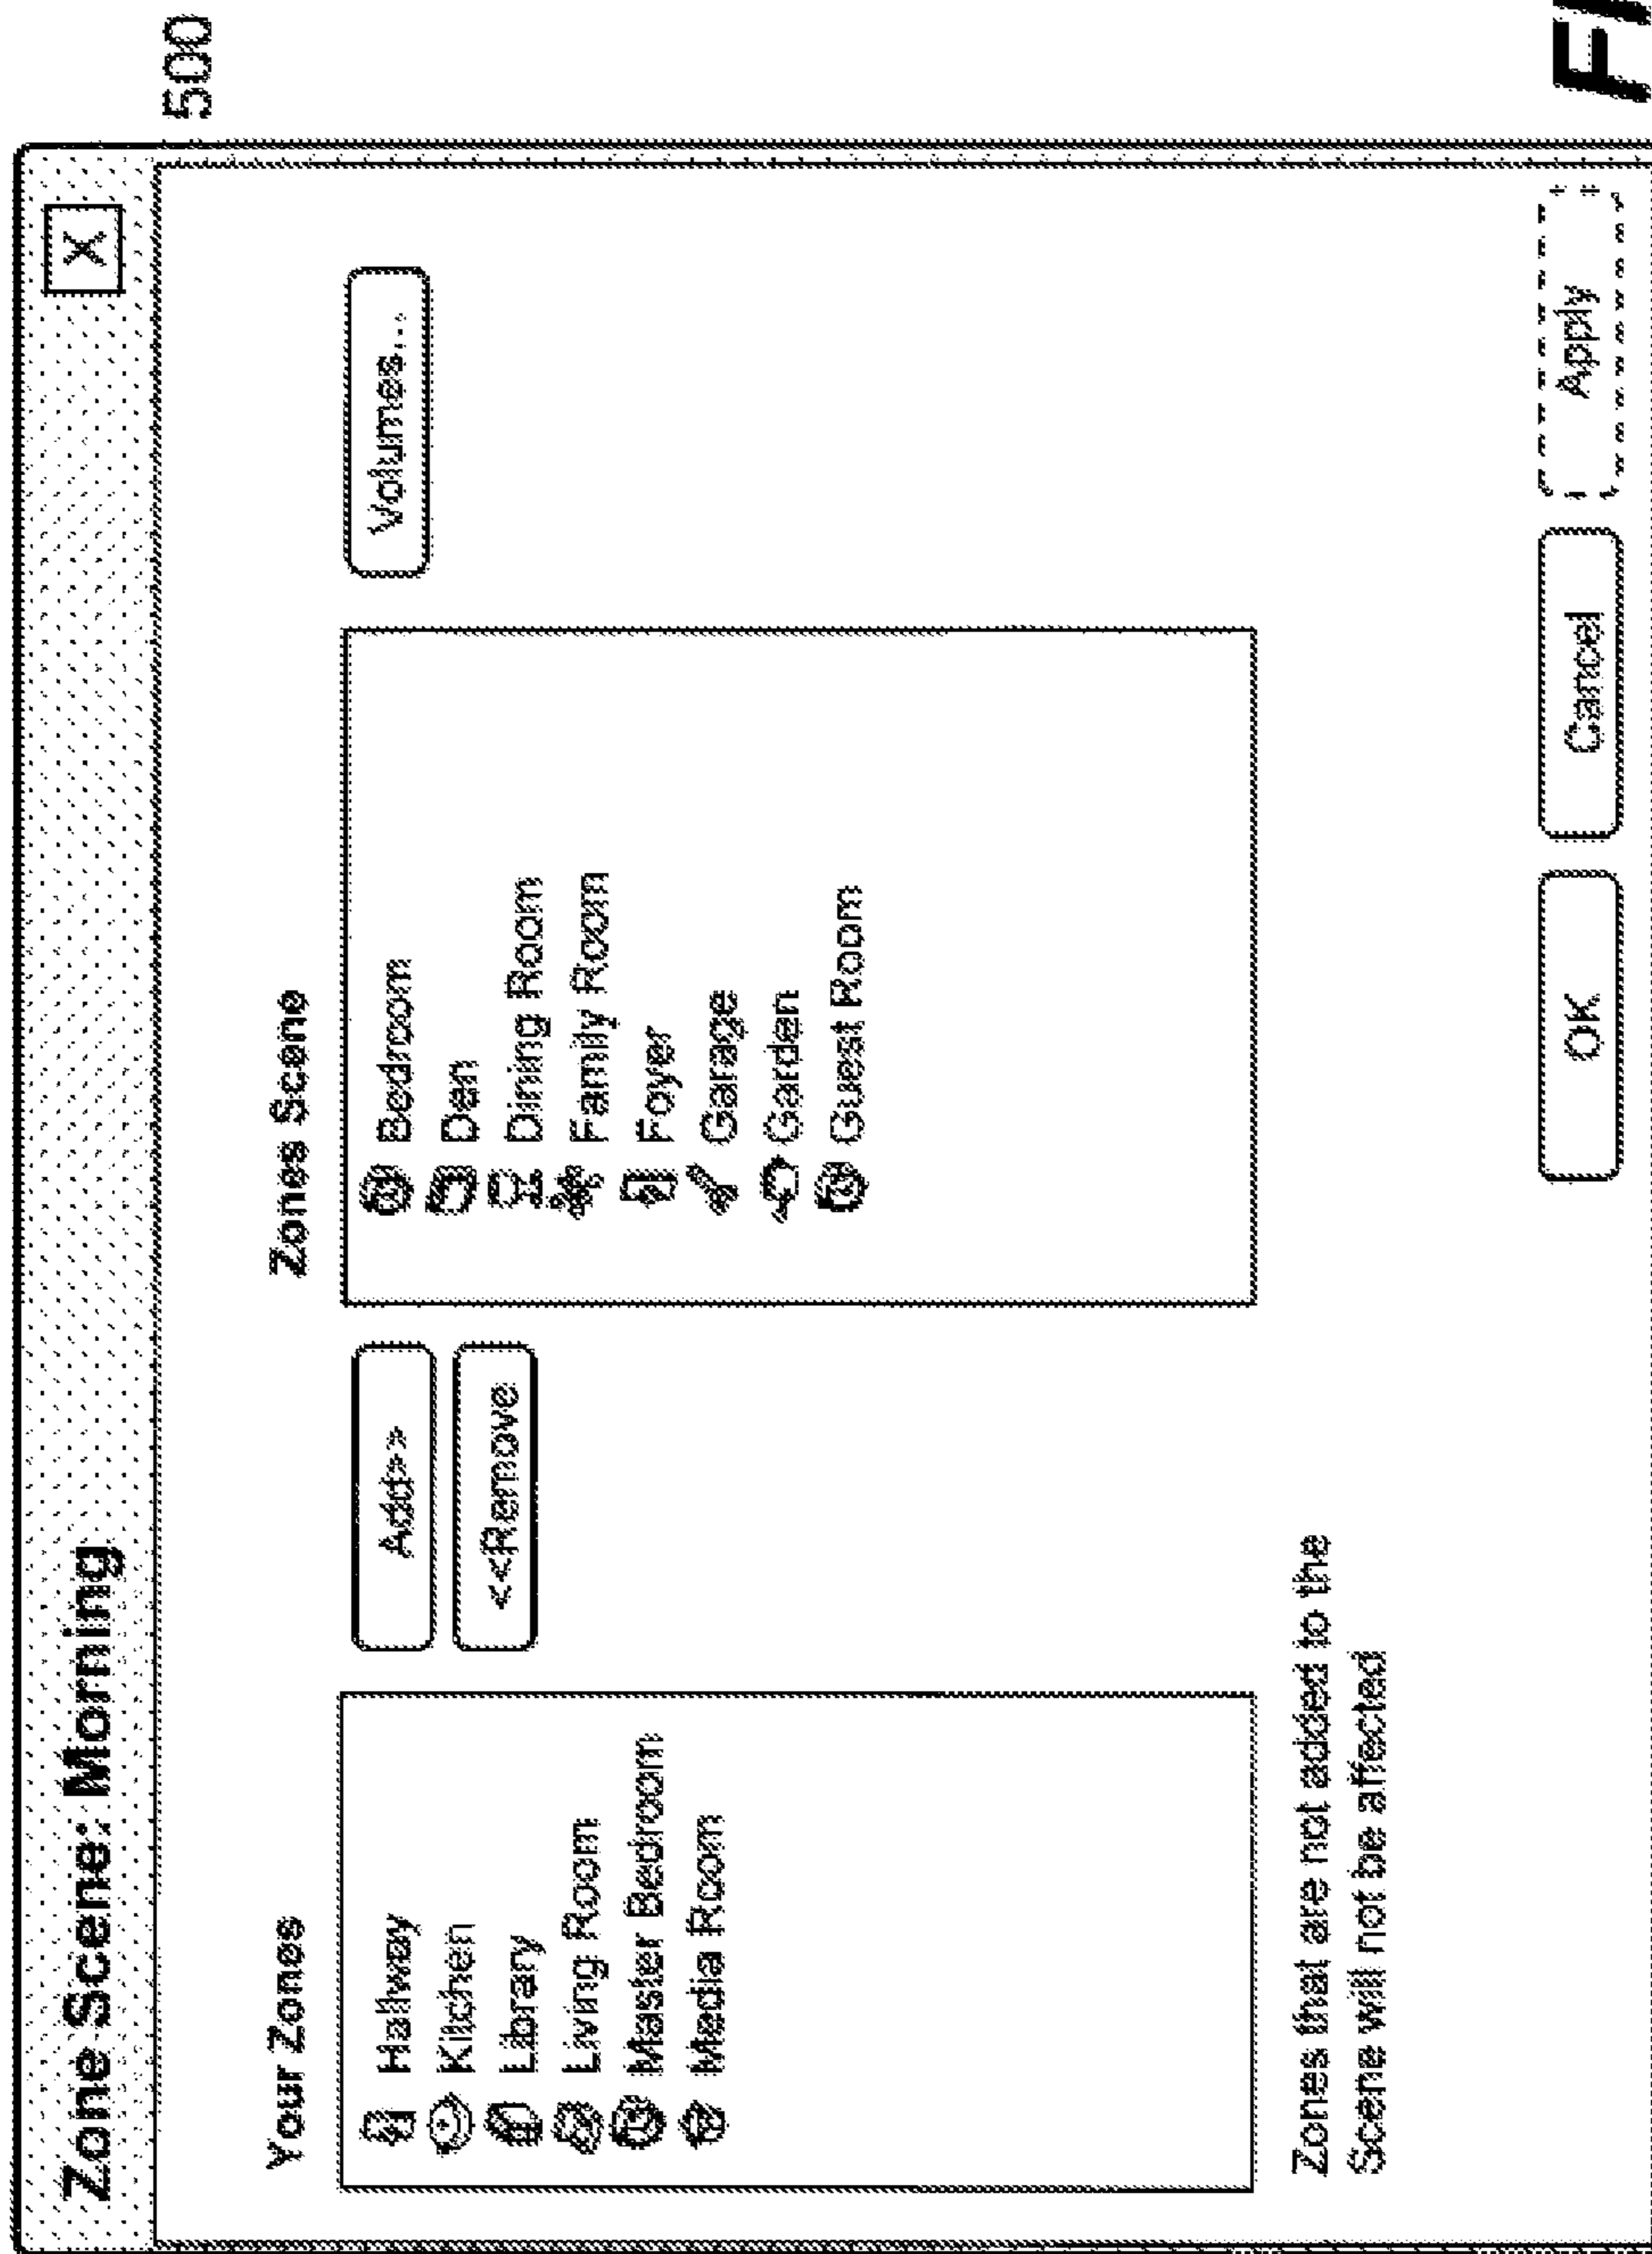 500
Zone Scene: Morning
X
Your Zones
Hallway
Kitchen
Library
Living Room
Master Bedroom
Media Room
Add>>
<<Remove
Zones Scene
Bedroom
Den
Dining Room
Family Room
Foyer
Garage
Garden
Guest Room
Volumes...
Zones that are not added to the
Scene will not be affected
OK
Cancel
Apply